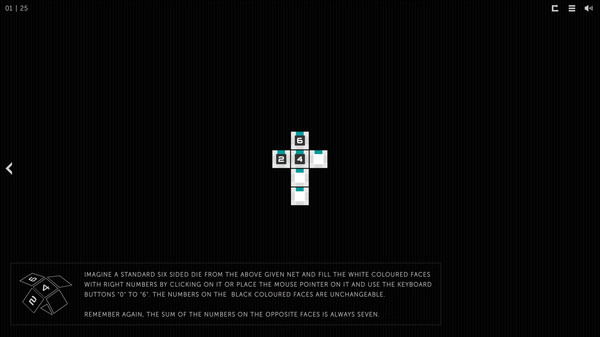 01 | 25
6
2 4
6
4
2
IMAGINE A STANDARD SIX SIDED DIE FROM THE ABOVE GIVEN NET AND FILL THE WHITE COLOURED FACES
WITH RIGHT NUMBERS BY CLICKING ON IT OR PLACE THE MOUSE POINTER ON IT AND USE THE KEYBOARD
BUTTONS "0" TO "6". THE NUMBERS ON THE BLACK COLOURED FACES ARE UNCHANGEABLE.
REMEMBER AGAIN, THE SUM OF THE NUMBERS ON THE OPPOSITE FACES IS ALWAYS SEVEN.